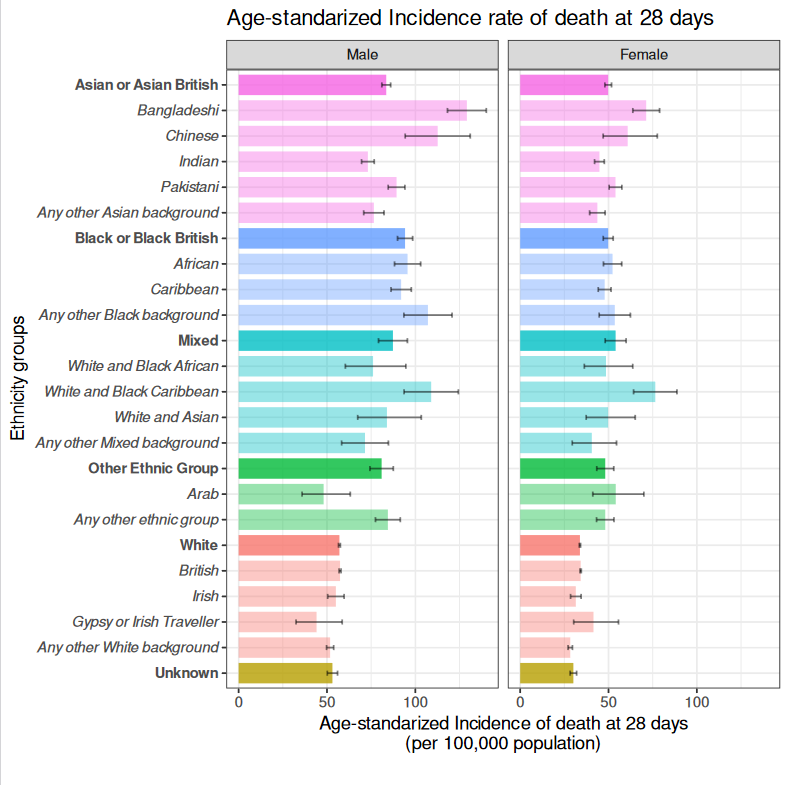 Age-standarized Incidence rate of death at 28 days
Male
Female
Ethnicity groups
Asian or Asian British
Bangladeshi
Chinese
Indian
Pakistani
Any other Asian background
Black or Black British
African
Caribbean
Any other Black background
Mixed
White and Black African
White and Black Caribbean
White and Asian
Any other Mixed background
Other Ethnic Group
Arab
Any other ethnic group
White
British
Irish
Gypsy or Irish Traveller
Any other White background
Unknown
0 50 100
0 50 100
Age-standarized Incidence of death at 28 days
(per 100,000 population)